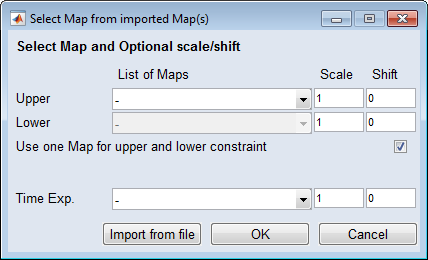 Select Map from imported Map(s)
Select Map and Optional scale/shift
List of Maps Scale Shift
Upper - 1 0
Lower - 1 0
Use one Map for upper and lower constraint
Time Exp. - 1 0
Import from file OK Cancel